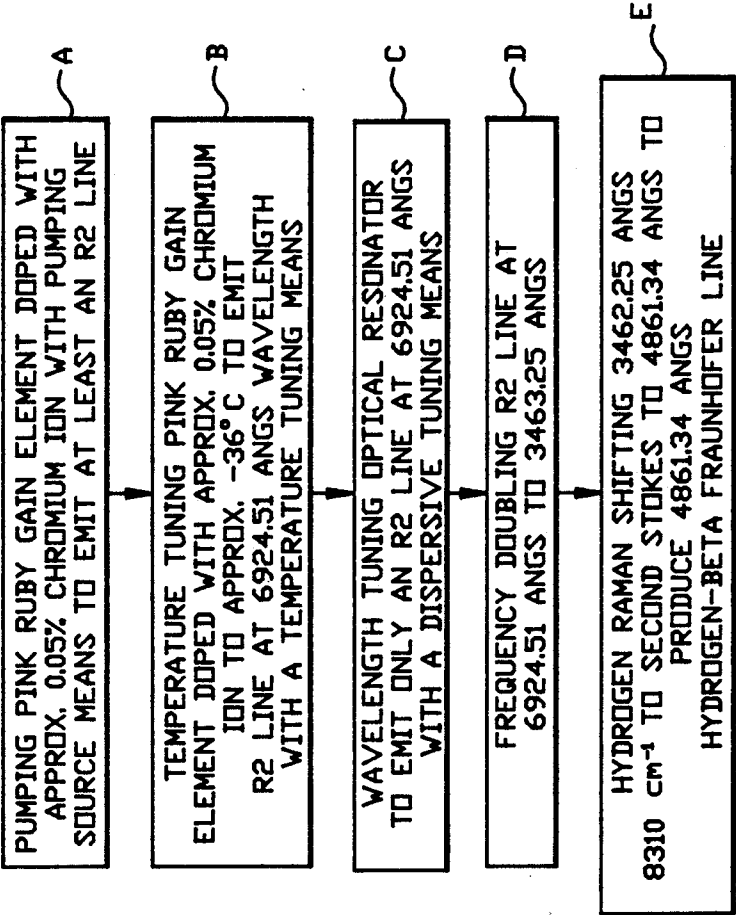 PUMPING PINK RUBY GAIN ELEMENT DOPED WITH
APPROX. 0.05% CHROMIUM ION WITH PUMPING
SOURCE MEANS TO EMIT AT LEAST AN R2 LINE
A
TEMPERATURE TUNING PINK RUBY GAIN
ELEMENT DOPED WITH APPROX. 0.05% CHROMIUM
ION TO APPROX. -36° C TO EMIT
R2 LINE AT 6924.51 ANGS WAVELENGTH
WITH A TEMPERATURE TUNING MEANS
B
WAVELENGTH TUNING OPTICAL RESONATOR
TO EMIT ONLY AN R2 LINE AT 6924.51 ANGS
WITH A DISPERSIVE TUNING MEANS
C
FREQUENCY DOUBLING R2 LINE AT
6924.51 ANGS TO 3463.25 ANGS
D
HYDROGEN RAMAN SHIFTING 3462.25 ANGS
8310 cm⁻¹ TO SECOND STOKES TO 4861.34 ANGS TO
PRODUCE 4861.34 ANGS
HYDROGEN-BETA FRAUNHOFER LINE
E